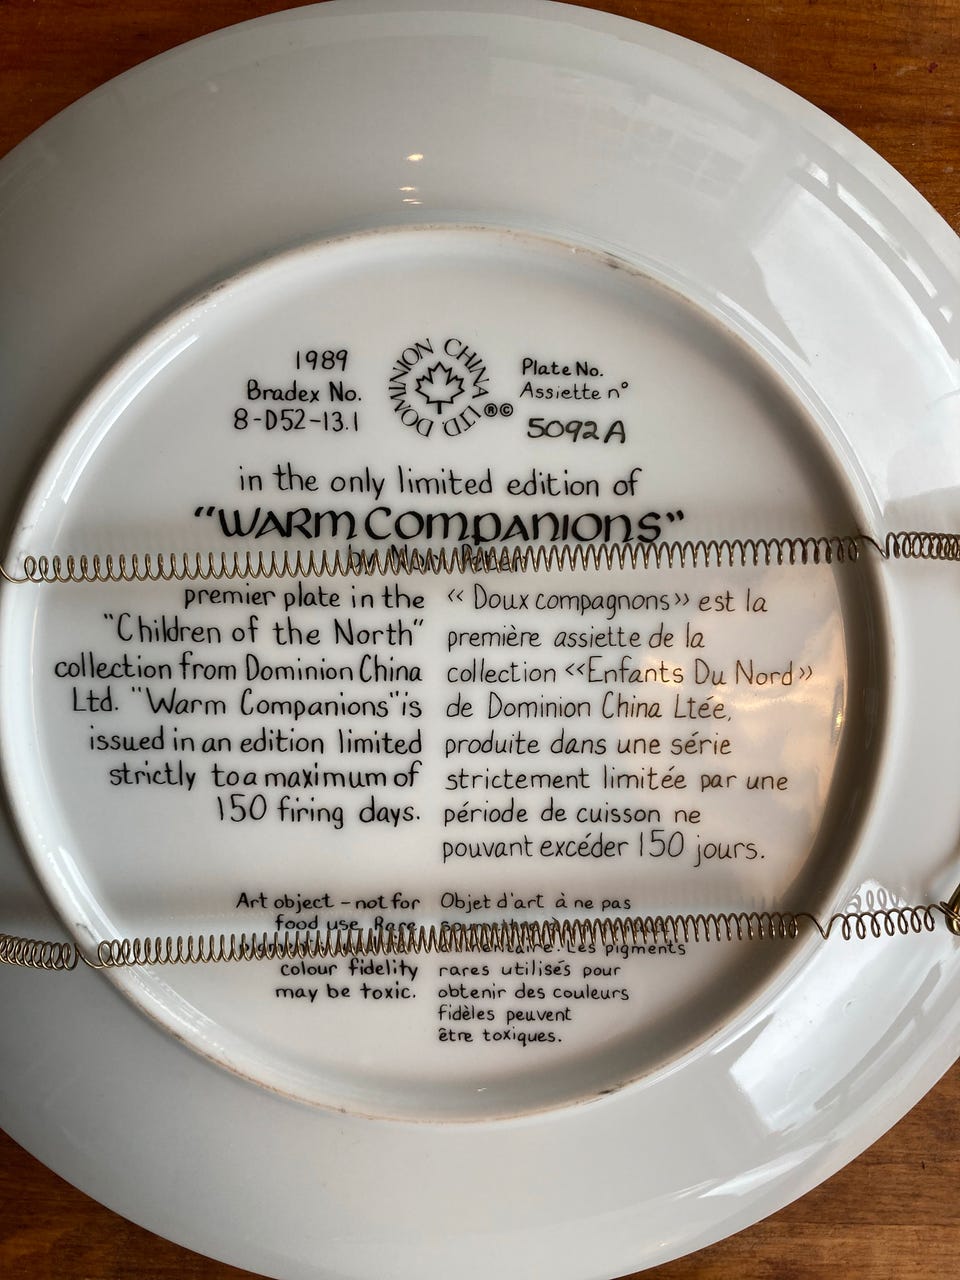 1989
Bradex No.
8-D52-13.1
DOMINION CHINA LTD. ®©
Plate No.
Assiette n°
5092A
in the only limited edition of
"WARM COMPANIONS"
by
premier plate in the
"Children of the North"
collection from Dominion China
Ltd. "Warm Companions" is
issued in an edition limited
strictly to a maximum of
150 firing days.
« Doux compagnons » est la
première assiette de la
collection «Enfants Du Nord»
de Dominion China Ltée,
produite dans une série
strictement limitée par une
période de cuisson ne
pouvant excéder 150 jours.
Art object – not for
food use. Rare
colour fidelity
may be toxic.
Objet d'art à ne pas
Les pigments
rares utilisés pour
obtenir des couleurs
fidèles peuvent
être toxiques.